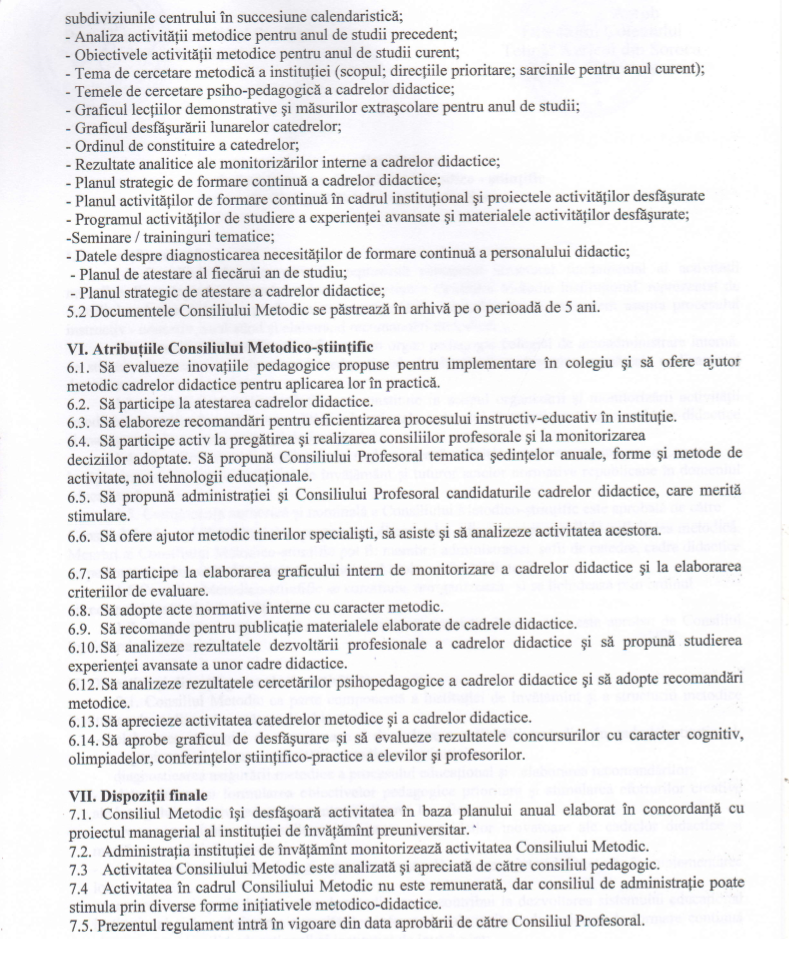 subdiviziunile centrului în succesiune calendaristică;
- Analiza activității metodice pentru anul de studii precedent;
- Obiectivele activității metodice pentru anul de studii curent;
- Tema de cercetare metodică a instituției (scopul; direcțiile prioritare; sarcinile pentru anul curent);
- Temele de cercetare psiho-pedagogică a cadrelor didactice;
- Graficul lecțiilor demonstrative și măsurilor extrașcolare pentru anul de studii;
- Graficul desfășurării lunarelor catedrelor;
- Ordinul de constituire a catedrelor;
- Rezultate analitice ale monitorizărilor interne a cadrelor didactice;
- Planul strategic de formare continuă a cadrelor didactice;
- Planul activităților de formare continuă în cadrul instituțional și proiectele activităților desfășurate
- Programul activităților de studiere a experienței avansate și materialele activităților desfășurate;
-Seminare / traininguri tematice;
- Datele despre diagnosticarea necesităților de formare continuă a personalului didactic;
- Planul de atestare al fiecărui an de studiu;
- Planul strategic de atestare a cadrelor didactice;
5.2 Documentele Consiliului Metodic se păstrează în arhivă pe o perioadă de 5 ani.
VI. Atribuțiile Consiliului Metodico-științific
6.1. Să evalueze inovațiile pedagogice propuse pentru implementare în colegiu și să ofere ajutor
metodic cadrelor didactice pentru aplicarea lor în practică.
6.2. Să participe la atestarea cadrelor didactice.
6.3. Să elaboreze recomandări pentru eficientizarea procesului instructiv-educativ în instituție.
6.4. Să participe activ la pregătirea și realizarea consiliilor profesorale și la monitorizarea
deciziilor adoptate. Să propună Consiliului Profesoral tematica ședințelor anuale, forme și metode de
activitate, noi tehnologii educaționale.
6.5. Să propună administrației și Consiliului Profesoral candidaturile cadrelor didactice, care merită
stimulare.
6.6. Să ofere ajutor metodic tinerilor specialiști, să asiste și să analizeze activitatea acestora.
6.7. Să participe la elaborarea graficului intern de monitorizare a cadrelor didactice și la elaborarea
criteriilor de evaluare.
6.8. Să adopte acte normative interne cu caracter metodic.
6.9. Să recomande pentru publicație materialele elaborate de cadrele didactice.
6.10. Să analizeze rezultatele dezvoltării profesionale a cadrelor didactice și să propună studierea
experienței avansate a unor cadre didactice.
6.12. Să analizeze rezultatele cercetărilor psihopedagogice a cadrelor didactice și să adopte recomandări
metodice.
6.13. Să aprecieze activitatea catedrelor metodice și a cadrelor didactice.
6.14. Să aprobe graficul de desfășurare și să evalueze rezultatele concursurilor cu caracter cognitiv,
olimpiadelor, conferințelor științifico-practice a elevilor și profesorilor.
VII. Dispoziții finale
7.1. Consiliul Metodic își desfășoară activitatea în baza planului anual elaborat în concordanță cu
proiectul managerial al instituției de învățămînt preuniversitar.
7.2. Administrația instituției de învățămînt monitorizează activitatea Consiliului Metodic.
7.3 Activitatea Consiliului Metodic este analizată și apreciată de către consiliul pedagogic.
7.4 Activitatea în cadrul Consiliului Metodic nu este remunerată, dar consiliul de administrație poate
stimula prin diverse forme inițiativele metodico-didactice.
7.5. Prezentul regulament intră în vigoare din data aprobării de către Consiliul Profesoral.